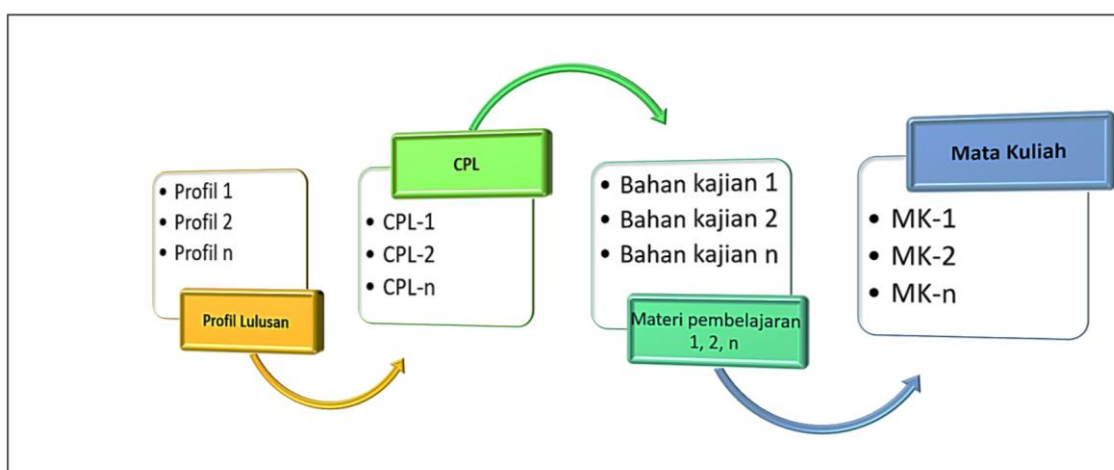 • Profil 1
• Profil 2
• Profil n
Profil Lulusan
CPL
• CPL-1
• CPL-2
• CPL-n
• Bahan kajian 1
• Bahan kajian 2
• Bahan kajian n
Materi pembelajaran
1, 2, n
Mata Kuliah
• MK-1
• MK-2
• MK-n